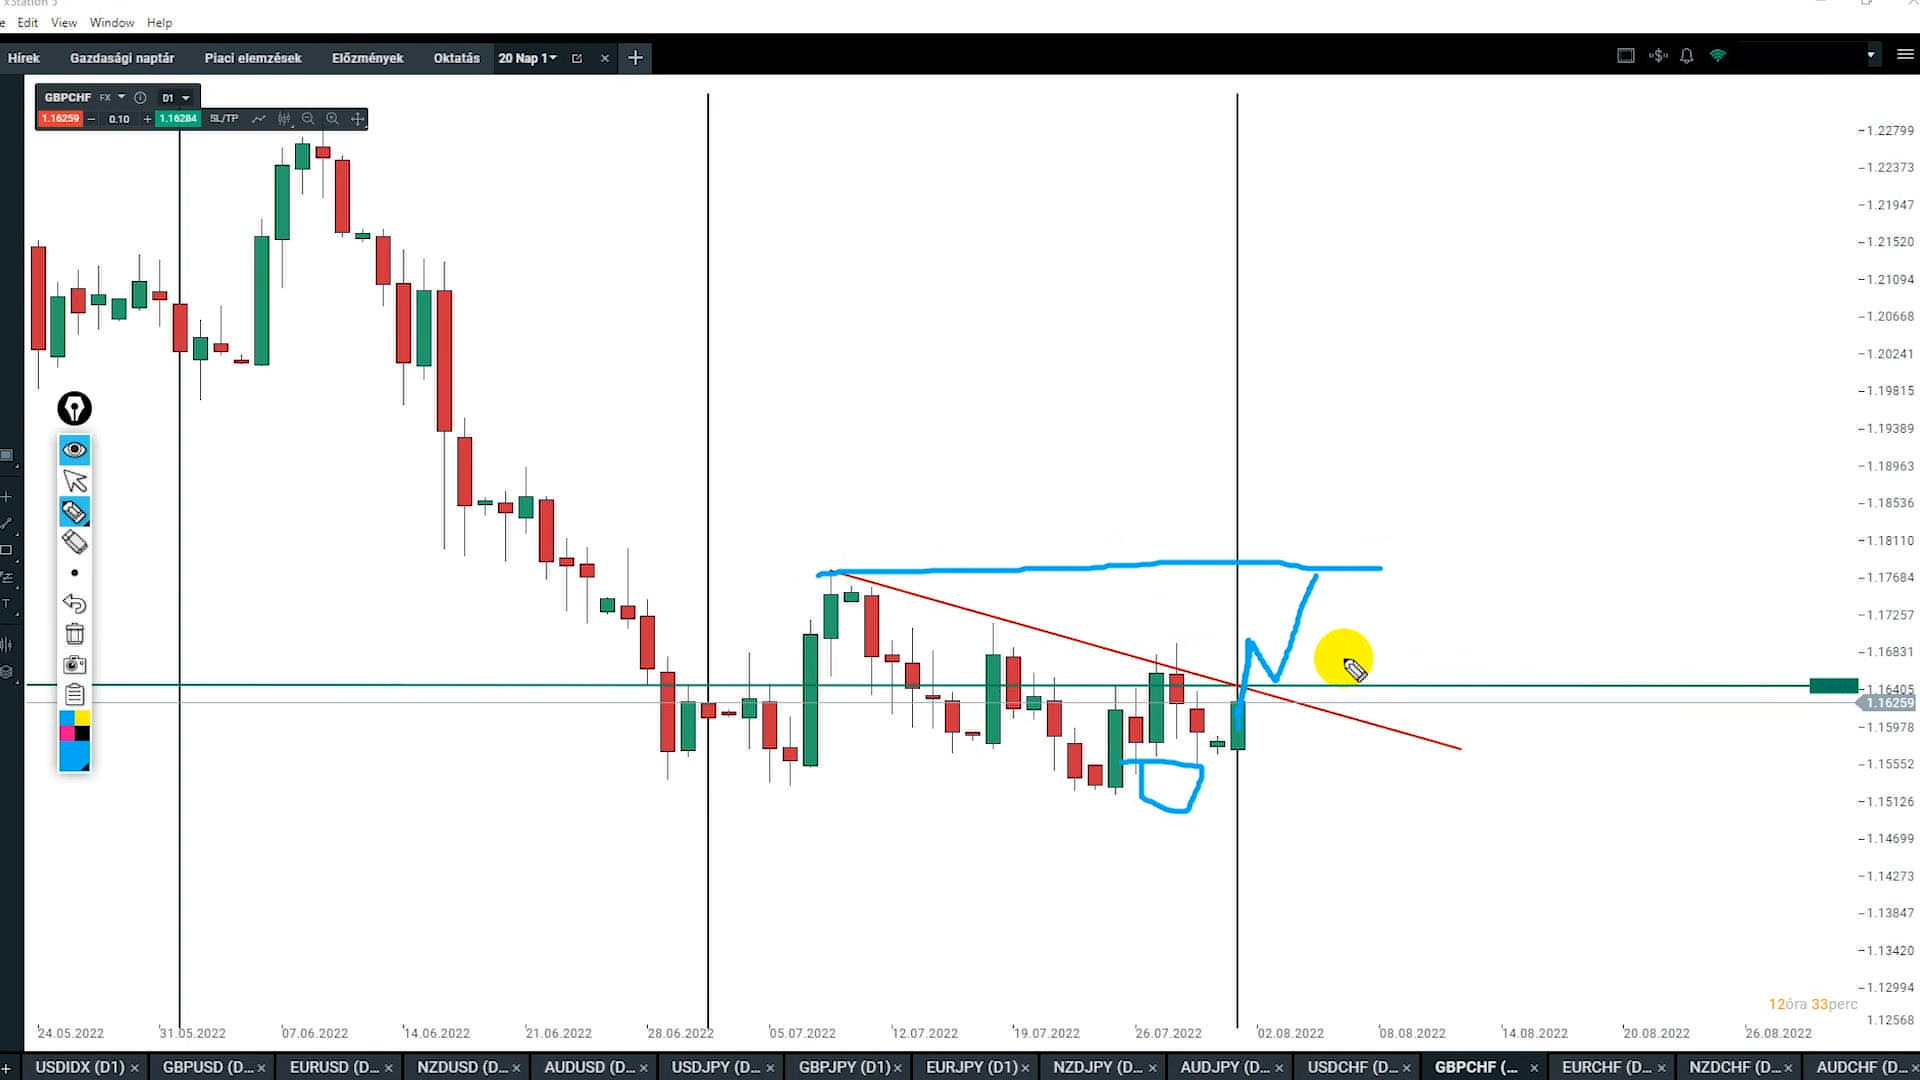 xStation 5
Edit View Window Help
Hírek Gazdasági naptár Piaci elemzések Előzmények Oktatás 20 Nap 1
GBPCHF FX D1
1.16259 0.10 1.16284 SL/TP
1.22799
1.22373
1.21947
1.21520
1.21094
1.20668
1.20241
1.19815
1.19389
1.18963
1.18536
1.18110
1.17684
1.17257
1.16831
1.16405
1.16259
1.15978
1.15552
1.15126
1.14699
1.14273
1.13847
1.13420
1.12994
1.12568
T
12óra 33perc
24.05.2022 31.05.2022 07.06.2022 14.06.2022 21.06.2022 28.06.2022 05.07.2022 12.07.2022 19.07.2022 26.07.2022 02.08.2022 08.08.2022 14.08.2022 20.08.2022 26.08.2022
USDIDX (D1) GBPUSD (D... EURUSD (D... NZDUSD (D... AUDUSD (D... USDJPY (D... GBPJPY (D1) EURJPY (D1) NZDJPY (D... AUDJPY (D... USDCHF (D... GBPCHF (... EURCHF (D... NZDCHF (D... AUDCHF (D...